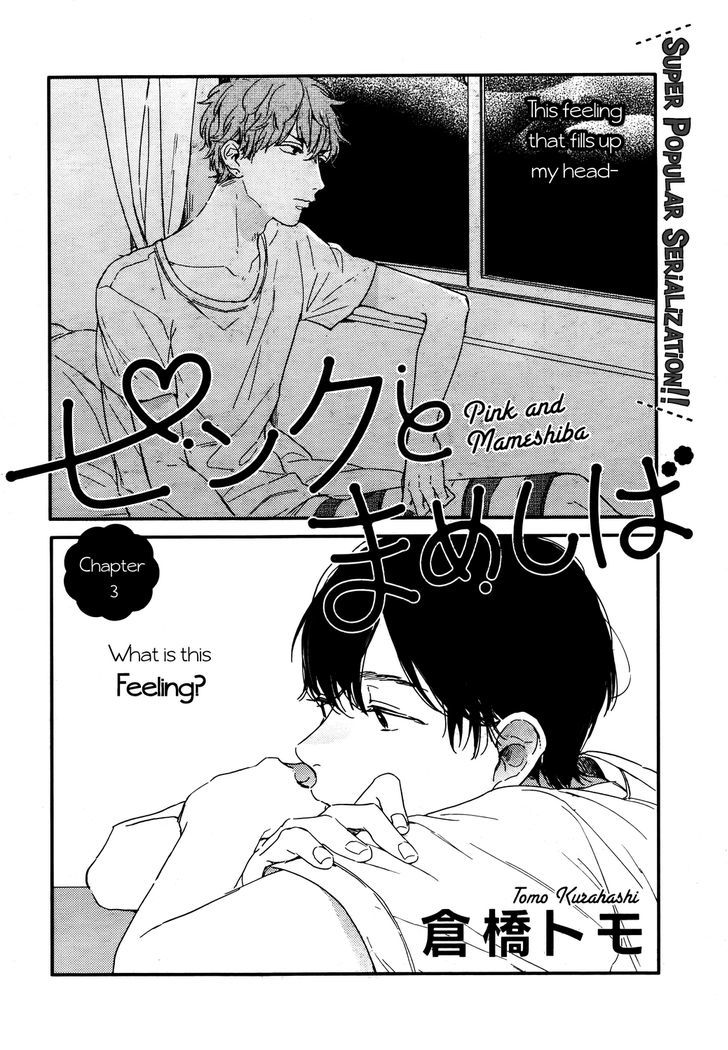 SUPER POPULAR SERIALIZATION!!
This feeling
that fills up
my head-
ピンクと
まめしば
Pink and
Mameshiba
Chapter
3
What is this
Feeling?
Tomo Kurahashi
倉橋トモ